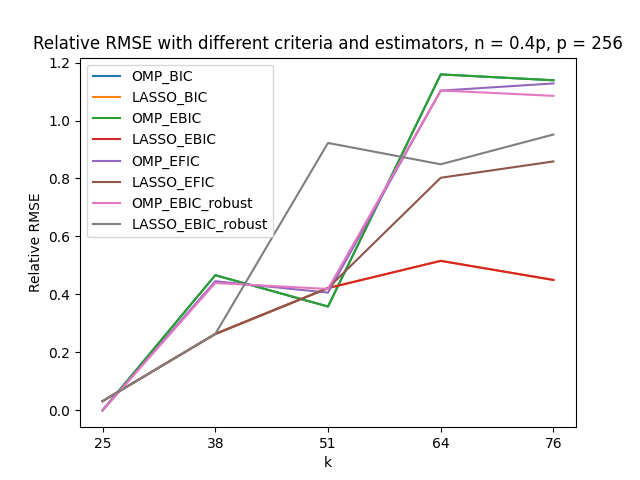 Relative RMSE with different criteria and estimators, n = 0.4p, p = 256
1.2
1.0
0.8
0.6
0.4
0.2
0.0
Relative RMSE
OMP_BIC
LASSO_BIC
OMP_EBIC
LASSO_EBIC
OMP_EFIC
LASSO_EFIC
OMP_EBIC_robust
LASSO_EBIC_robust
25 38 51 64 76
k